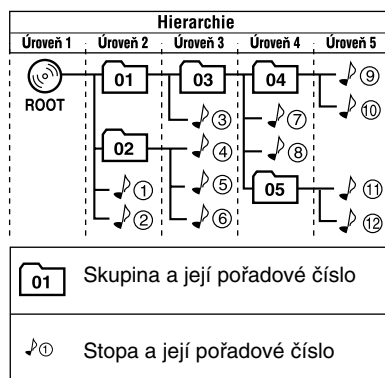 Hierarchie
Úroveň 1 Úroveň 2 Úroveň 3 Úroveň 4 Úroveň 5
ROOT 01 03 04 ⑨
⑩
③ ⑦
02 ④ ⑧
① ⑤ 05 ⑪
② ⑥ ⑫
01 Skupina a její pořadové číslo
① Stopa a její pořadové číslo